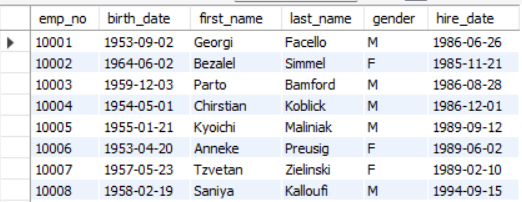 emp_no birth_date first_name last_name gender hire_date
10001 1953-09-02 Georgi Facello M 1986-06-26
10002 1964-06-02 Bezalel Simmel F 1985-11-21
10003 1959-12-03 Parto Bamford M 1986-08-28
10004 1954-05-01 Chirstian Koblick M 1986-12-01
10005 1955-01-21 Kyoichi Maliniak M 1989-09-12
10006 1953-04-20 Anneke Preusig F 1989-06-02
10007 1957-05-23 Tzvetan Zielinski F 1989-02-10
10008 1958-02-19 Saniya Kalloufi M 1994-09-15